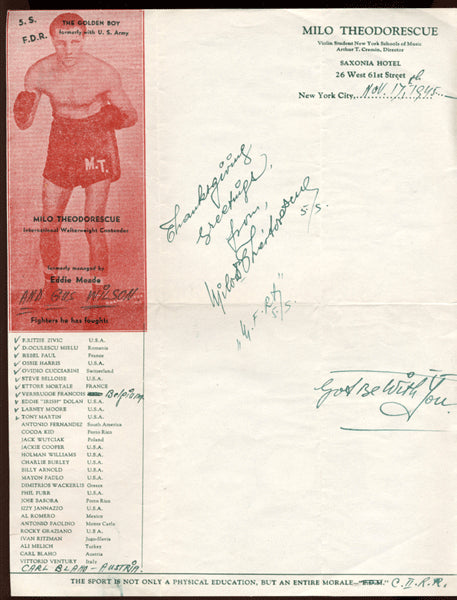 S. S.
F.D.R.
THE GOLDEN BOY
formerly with U. S. Army
M.T.
MILO THEODORESCUE
International Welterweight Contender
formerly managed by
Eddie Meade
AND GUS WILSON.
Fighters he has fought
FRITZIE ZIVIC U.S.A.
D.OCULESCU MIELU Romania
RESEL PAUL France
OSSIE HARRIS U.S.A.
OVIDIO CUCCIARINI Switzerland
STEVE BELLOISE U.S.A.
ETTORE MORTALE FRANCE
VERSRUDGE FRANCOIS Belgium
EDDIE "IRISH" DOLAN U.S.A.
LARNEY MOORE U.S.A.
TONY MARTIN U.S.A.
ANTONIO FERNANDEZ South America
COCOA KID Porto Rico
JACK WUTCIAK Poland
JACKIE COOPER U.S.A.
HOLMAN WILLIAMS U.S.A.
CHARLIE BURLEY U.S.A.
BILLY ARNOLD U.S.A.
MAYON PADLO U.S.A.
DIMITRIOS WACKERLIS Greece
PHIL FURR U.S.A.
JOSE BASORA Porto Rico
IZZY JANNAZZO U.S.A.
AL ROMERO Mexico
ANTONIO PAOLINO Monte Carlo
ROCKY GRAZIANO U.S.A.
IVAN RITZMAN Jugo-Slavia
ALI MELICH Turkey
CARL BLAHO Austria
VITTORIO VENTURY Italy
CARL BLAHO - AUSTRIA.
MILO THEODORESCUE
Violin Student New York Schools of Music
Arthur T. Cremin, Director
SAXONIA HOTEL
26 West 61st Street
New York City, Nov. 17, 1945
Thanksgiving
Greetings,
from,
Milo Theodorescue
S/S.
S/S.
God Be With You
THE SPORT IS NOT ONLY A PHYSICAL EDUCATION, BUT AN ENTIRE MORALE—"F.D.M." C.D.R.R.